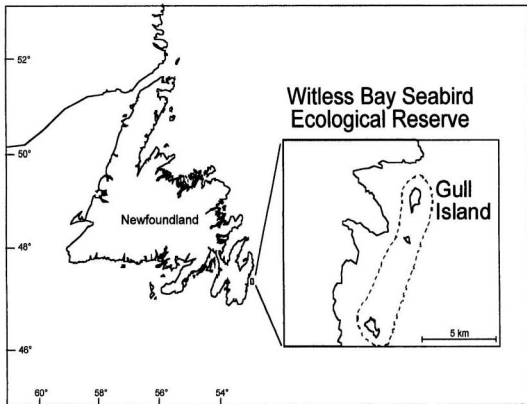 52°
Witless Bay Seabird
Ecological Reserve
50°
Gull
Island
Newfoundland
48°
5 km
46°
60°
58°
56°
54°